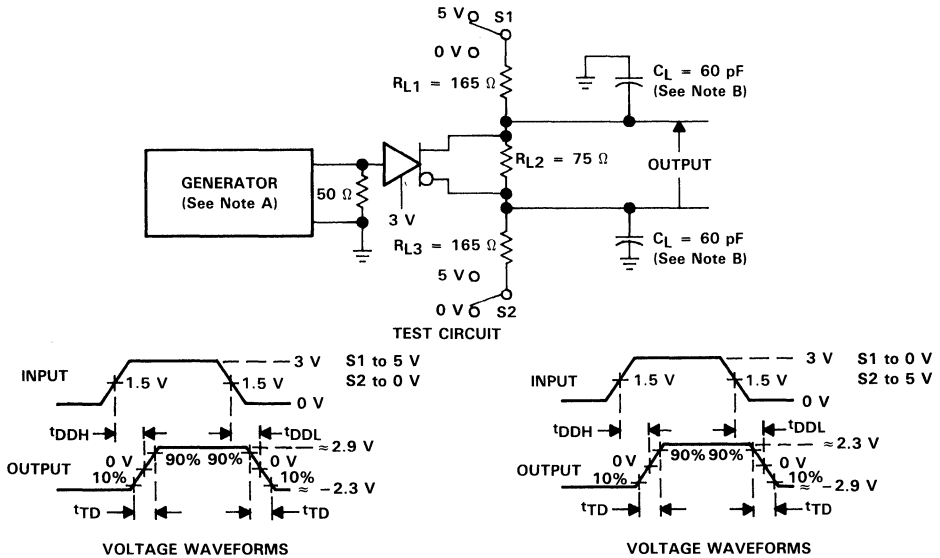 5 V
S1
0 V
RL1 = 165 Ω
CL = 60 pF
(See Note B)
GENERATOR
(See Note A)
50 Ω
3 V
RL2 = 75 Ω
OUTPUT
RL3 = 165 Ω
CL = 60 pF
(See Note B)
5 V
0 V
S2
TEST CIRCUIT
INPUT
1.5 V
1.5 V
3 V
0 V
S1 to 5 V
S2 to 0 V
tDDH
tDDL
OUTPUT
0 V
10%
90%
90%
0 V
10%
≈2.9 V
≈ −2.3 V
tTD
tTD
VOLTAGE WAVEFORMS
INPUT
1.5 V
1.5 V
3 V
0 V
S1 to 0 V
S2 to 5 V
tDDH
tDDL
OUTPUT
0 V
10%
90%
90%
0 V
10%
≈2.3 V
≈ −2.9 V
tTD
tTD
VOLTAGE WAVEFORMS